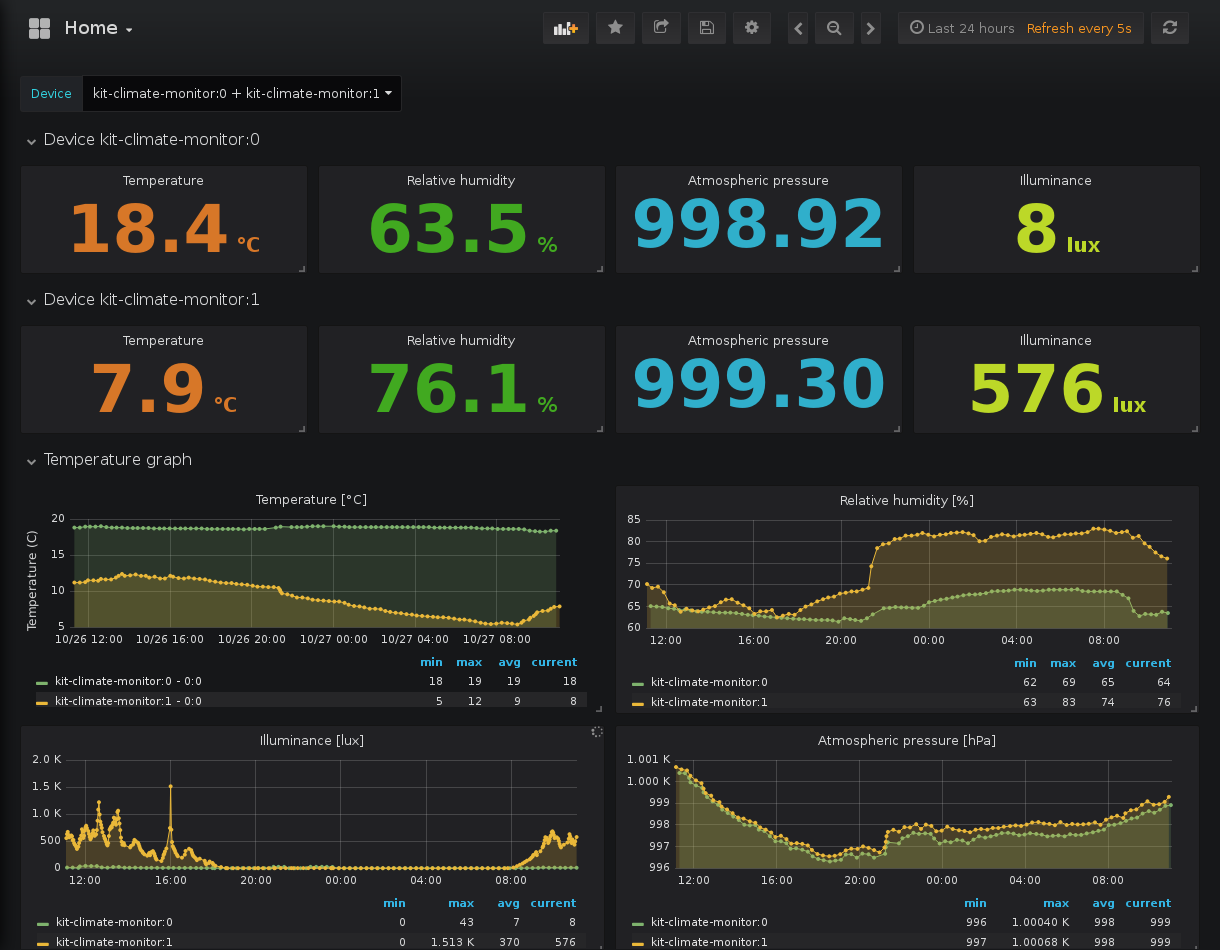 Home
Last 24 hours Refresh every 5s
Device kit-climate-monitor:0 + kit-climate-monitor:1
Device kit-climate-monitor:0
Temperature Relative humidity Atmospheric pressure Illuminance
18.4 °C 63.5 % 998.92 8 lux
Device kit-climate-monitor:1
Temperature Relative humidity Atmospheric pressure Illuminance
7.9 °C 76.1 % 999.30 576 lux
Temperature graph
Temperature [°C]
Temperature (C)
20
15
10
5
10/26 12:00 10/26 16:00 10/26 20:00 10/27 00:00 10/27 04:00 10/27 08:00
min max avg current
kit-climate-monitor:0 - 0:0 18 19 19 18
kit-climate-monitor:1 - 0:0 5 12 9 8
Relative humidity [%]
85
80
75
70
65
60
12:00 16:00 20:00 00:00 04:00 08:00
min max avg current
kit-climate-monitor:0 62 69 65 64
kit-climate-monitor:1 63 83 74 76
Illuminance [lux]
2.0 K
1.5 K
1.0 K
500
0
12:00 16:00 20:00 00:00 04:00 08:00
min max avg current
kit-climate-monitor:0 0 43 7 8
kit-climate-monitor:1 0 1.513 K 370 576
Atmospheric pressure [hPa]
1.001 K
1.000 K
999
998
997
996
12:00 16:00 20:00 00:00 04:00 08:00
min max avg current
kit-climate-monitor:0 996 1.00040 K 998 999
kit-climate-monitor:1 997 1.00068 K 998 999